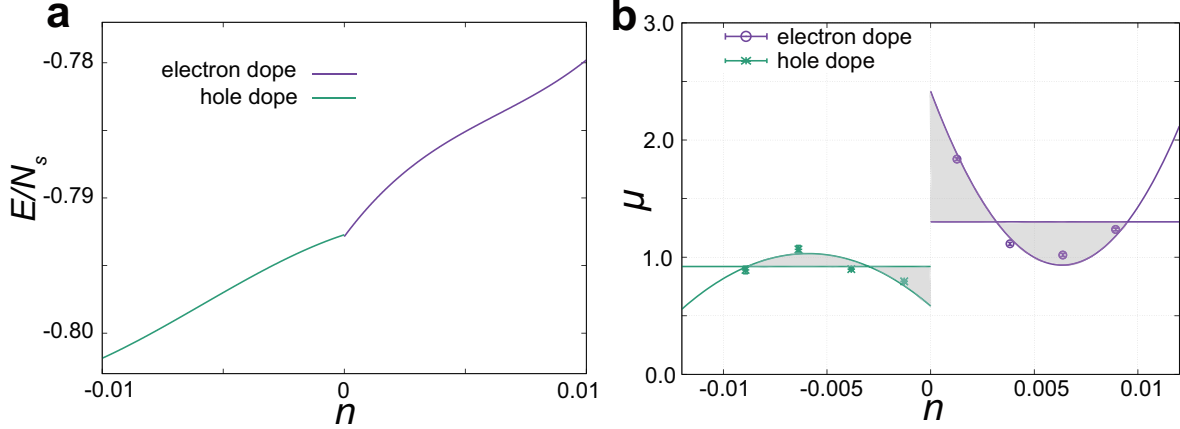 a
electron dope
hole dope
E/Ns
-0.78
-0.79
-0.80
-0.01
0
0.01
n
b
electron dope
hole dope
μ
3.0
2.0
1.0
0.0
-0.01
-0.005
0
0.005
0.01
n